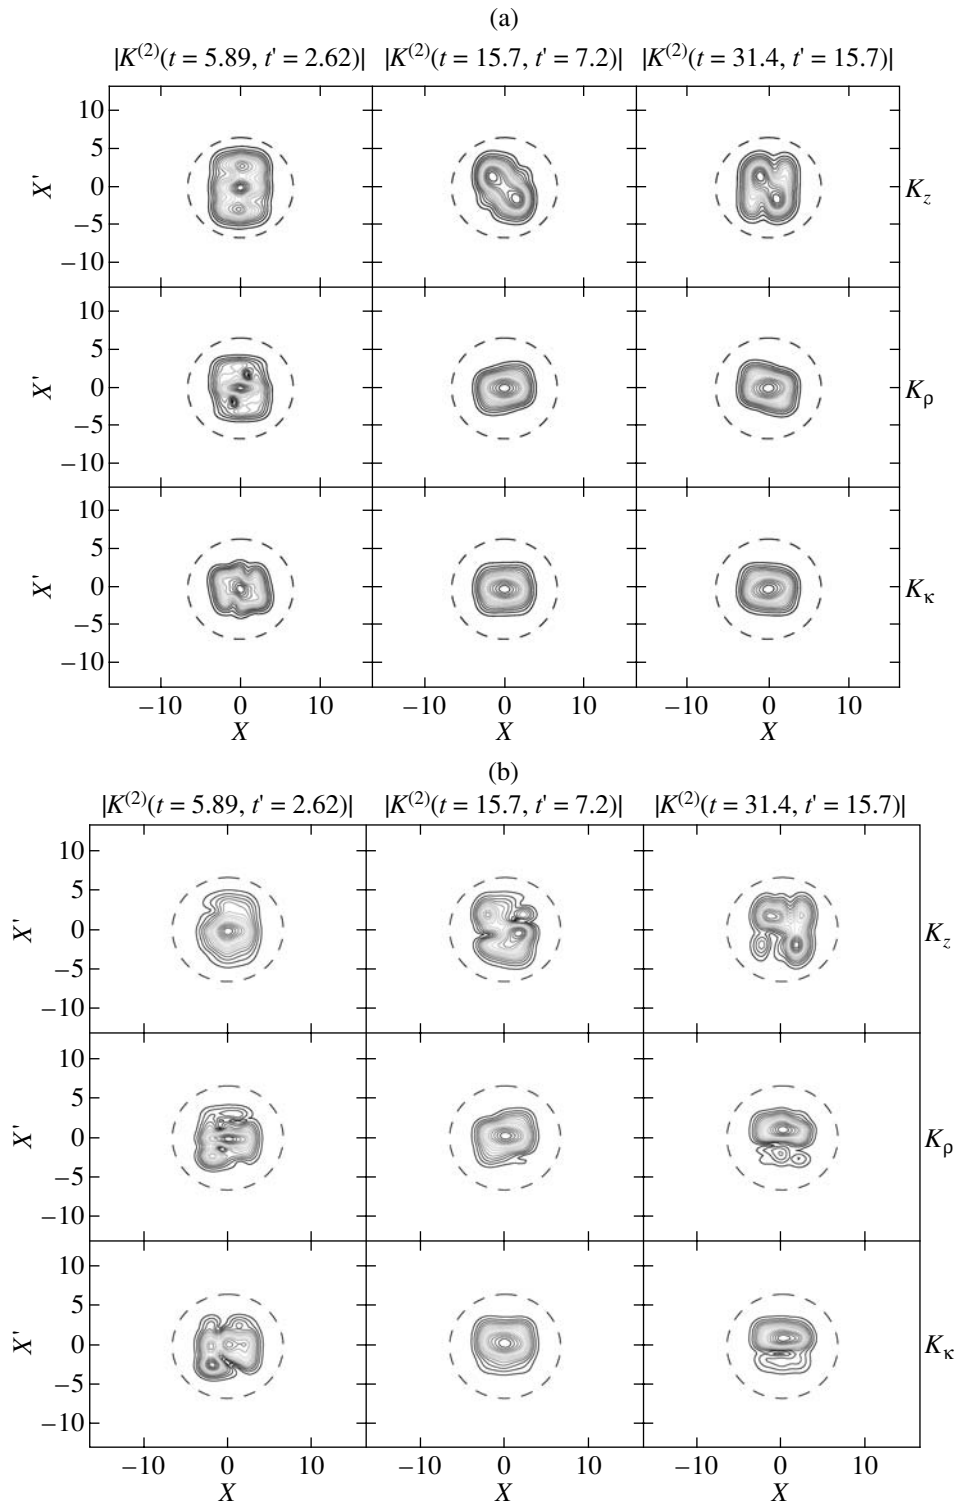 (a)
|K⁽²⁾(t = 5.89, t' = 2.62)| |K⁽²⁾(t = 15.7, t' = 7.2)| |K⁽²⁾(t = 31.4, t' = 15.7)|
10
5
X' 0 K_z
−5
−10
10
5
X' 0 K_ρ
−5
−10
10
5
X' 0 K_κ
−5
−10
−10 0 10 −10 0 10 −10 0 10
X X X
(b)
|K⁽²⁾(t = 5.89, t' = 2.62)| |K⁽²⁾(t = 15.7, t' = 7.2)| |K⁽²⁾(t = 31.4, t' = 15.7)|
10
5
X' 0 K_z
−5
−10
10
5
X' 0 K_ρ
−5
−10
10
5
X' 0 K_κ
−5
−10
−10 0 10 −10 0 10 −10 0 10
X X X